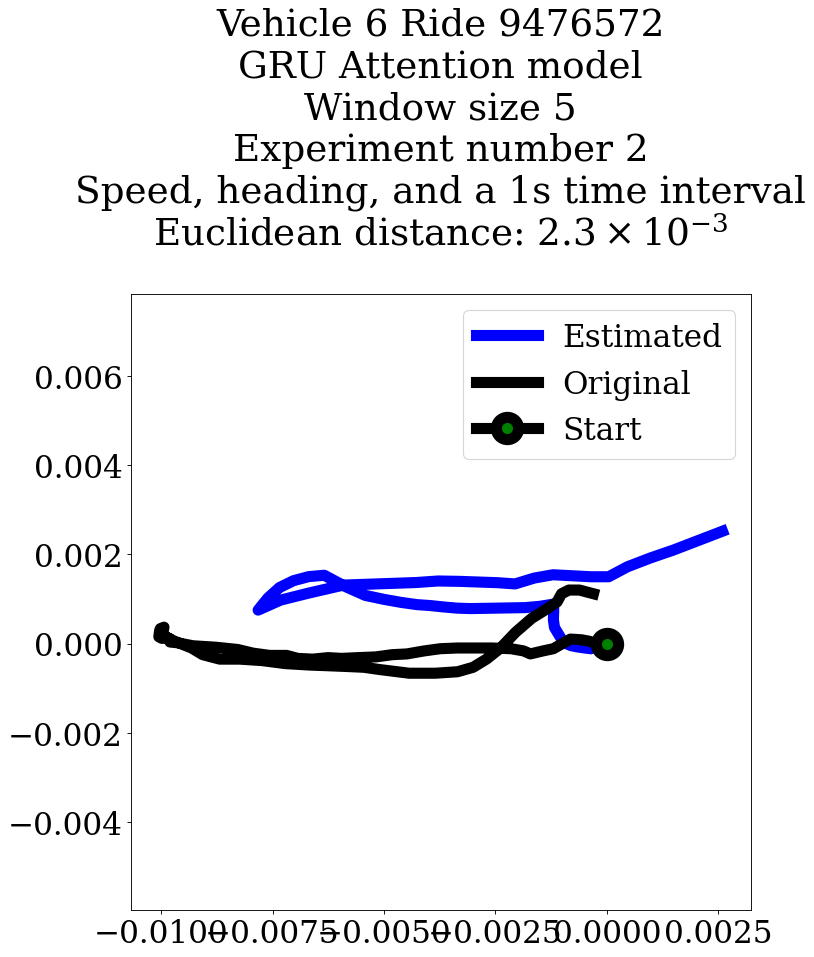 Vehicle 6 Ride 9476572
GRU Attention model
Window size 5
Experiment number 2
Speed, heading, and a 1s time interval
Euclidean distance: 2.3 × 10⁻³
Estimated
Original
Start
0.006
0.004
0.002
0.000
−0.002
−0.004
−0.0100 −0.0075 −0.0050 −0.0025 0.0000 0.0025